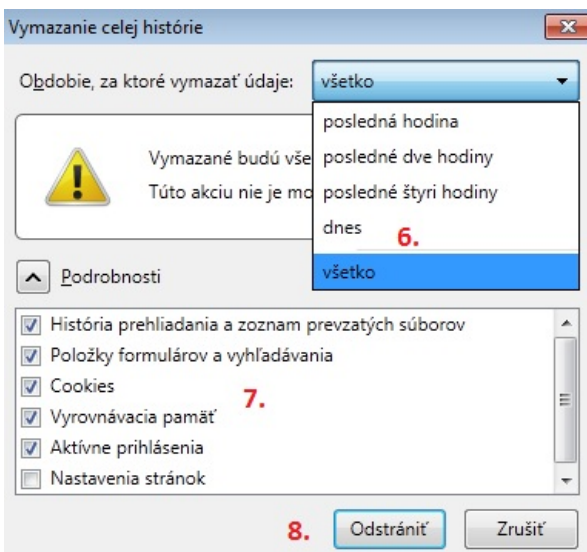 Vymazanie celej histórie
Obdobie, za ktoré vymazať údaje: všetko
posledná hodina
posledné dve hodiny
posledné štyri hodiny
dnes
6.
všetko
Vymazané budú vše
Túto akciu nie je mo
Podrobnosti
História prehliadania a zoznam prevzatých súborov
Položky formulárov a vyhľadávania
Cookies
7.
Vyrovnávacia pamäť
Aktívne prihlásenia
Nastavenia stránok
8. Odstrániť Zrušiť